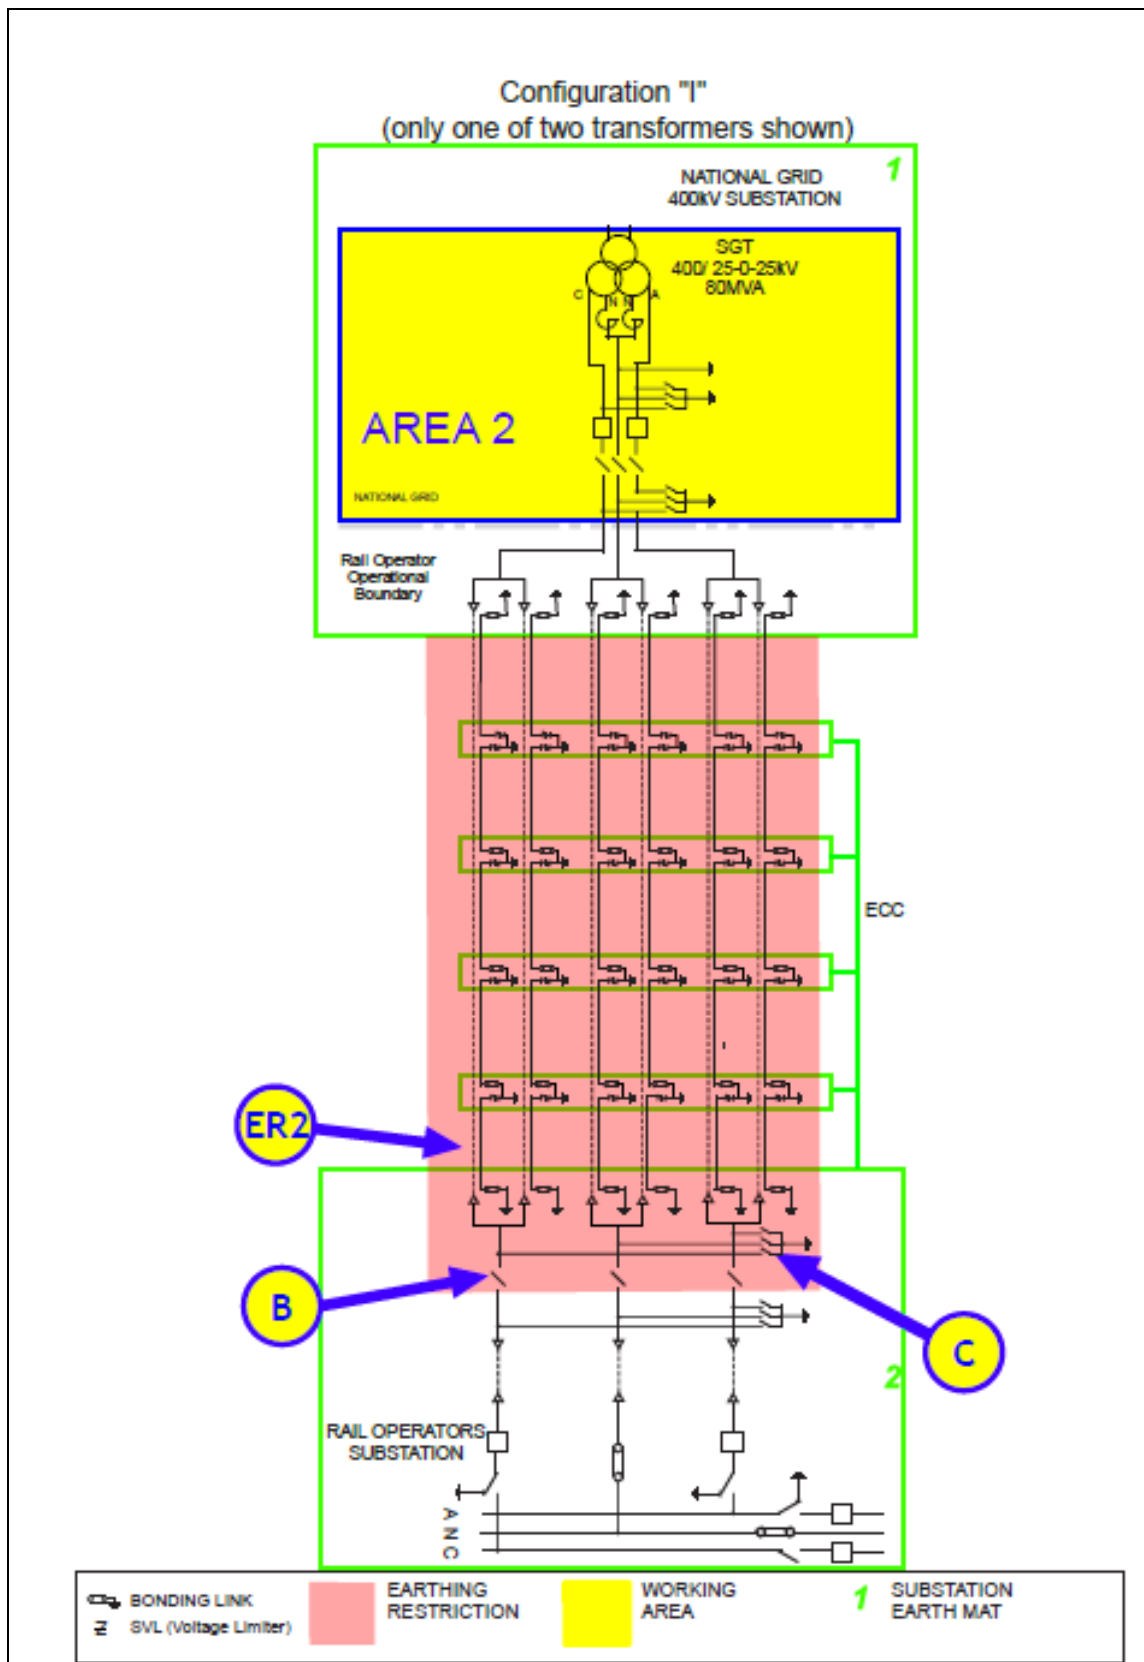 Configuration "I"
(only one of two transformers shown)
1
NATIONAL GRID
400kV SUBSTATION
SGT
400/ 25-0-25kV
80MVA
C N N A
AREA 2
NATIONAL GRID
Rail Operator
Operational
Boundary
ECC
ER2
B
C
2
RAIL OPERATORS
SUBSTATION
A
N
C
BONDING LINK
SVL (Voltage Limiter)
EARTHING
RESTRICTION
WORKING
AREA
1 SUBSTATION
EARTH MAT